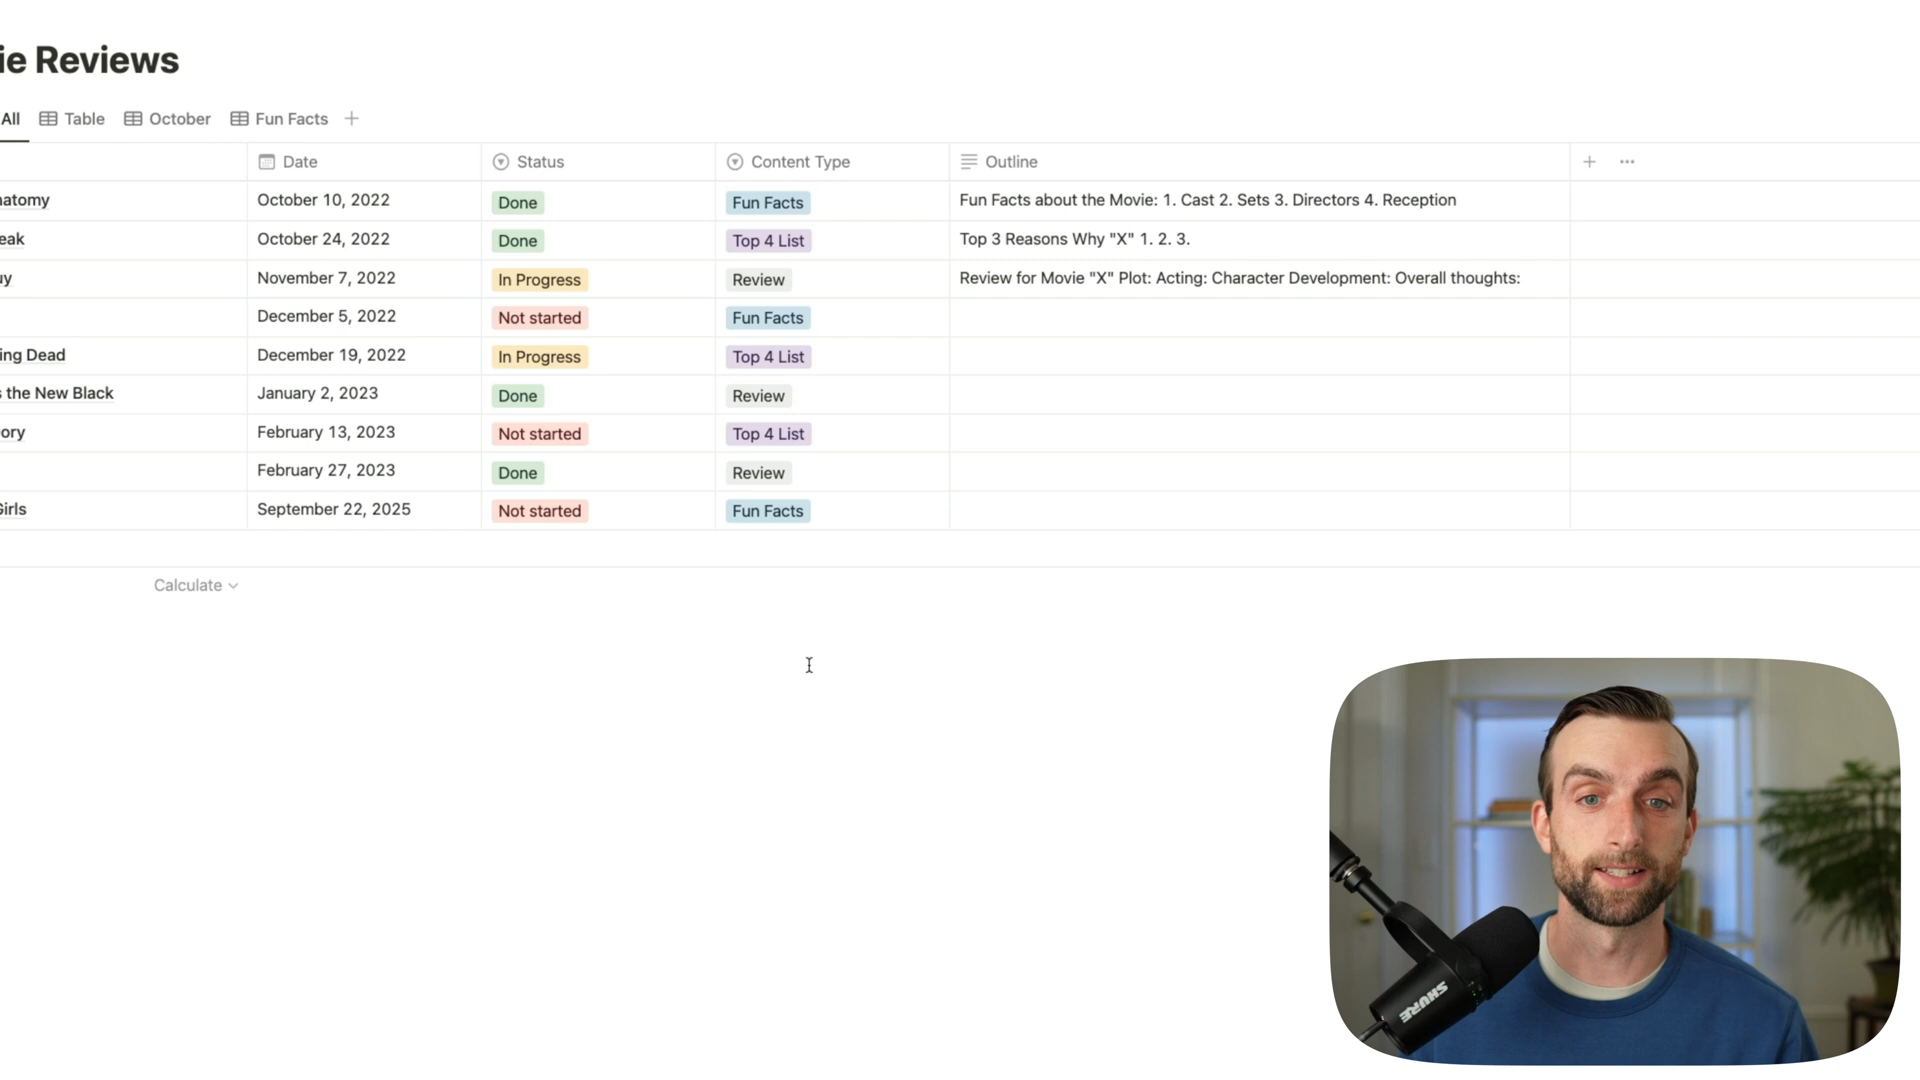 ie Reviews
All Table October Fun Facts
Date Status Content Type Outline
natomy October 10, 2022 Done Fun Facts Fun Facts about the Movie: 1. Cast 2. Sets 3. Directors 4. Reception
eak October 24, 2022 Done Top 4 List Top 3 Reasons Why "X" 1. 2. 3.
uy November 7, 2022 In Progress Review Review for Movie "X" Plot: Acting: Character Development: Overall thoughts:
December 5, 2022 Not started Fun Facts
ing Dead December 19, 2022 In Progress Top 4 List
s the New Black January 2, 2023 Done Review
ory February 13, 2023 Not started Top 4 List
February 27, 2023 Done Review
Girls September 22, 2025 Not started Fun Facts
Calculate
SHURE